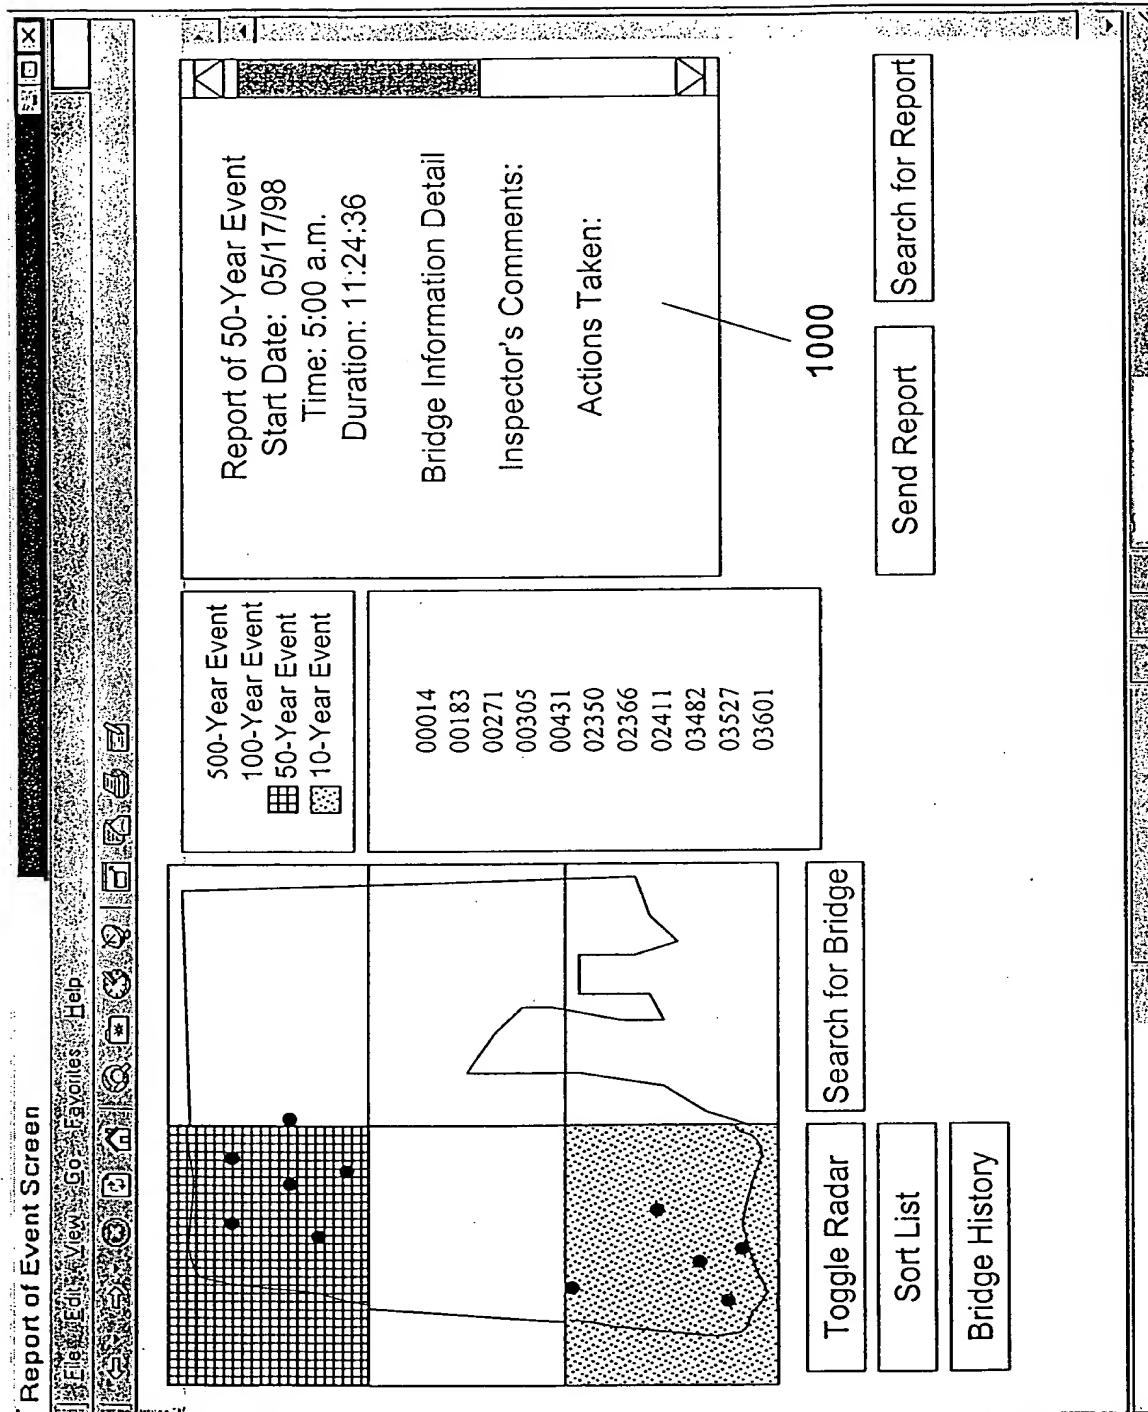 Report of Event Screen
File Edit View Go Favorites Help
500-Year Event
100-Year Event
50-Year Event
10-Year Event
00014
00183
00271
00305
00431
02350
02366
02411
03482
03527
03601
Report of 50-Year Event
Start Date: 05/17/98
Time: 5:00 a.m.
Duration: 11:24:36
Bridge Information Detail
Inspector's Comments:
Actions Taken:
1000
Toggle Radar
Search for Bridge
Sort List
Bridge History
Send Report
Search for Report